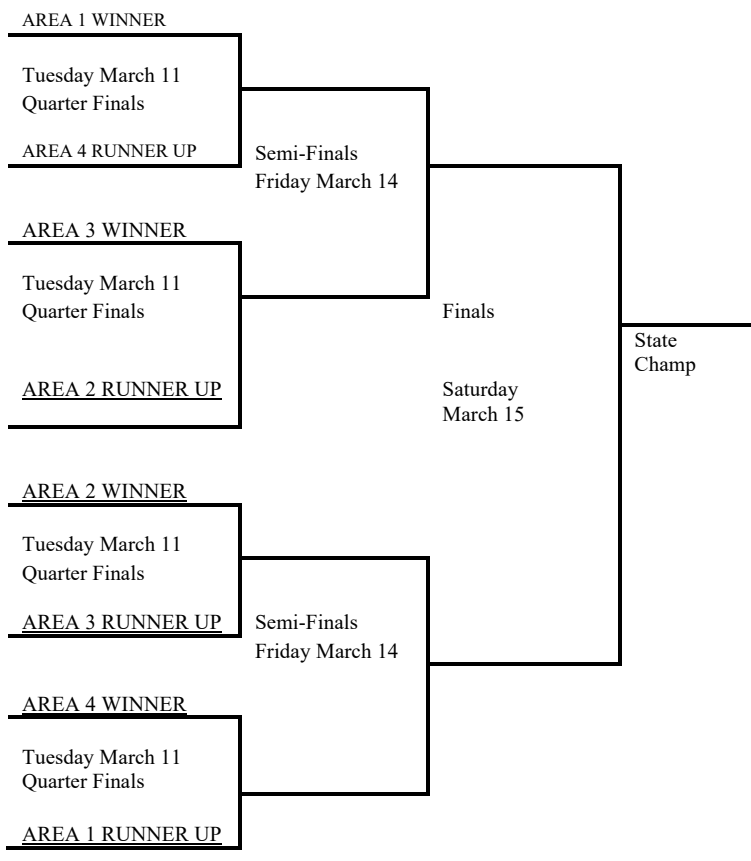 AREA 1 WINNER
Tuesday March 11
Quarter Finals
AREA 4 RUNNER UP
Semi-Finals
Friday March 14
AREA 3 WINNER
Tuesday March 11
Quarter Finals
AREA 2 RUNNER UP
Finals
Saturday
March 15
State
Champ
AREA 2 WINNER
Tuesday March 11
Quarter Finals
AREA 3 RUNNER UP
Semi-Finals
Friday March 14
AREA 4 WINNER
Tuesday March 11
Quarter Finals
AREA 1 RUNNER UP